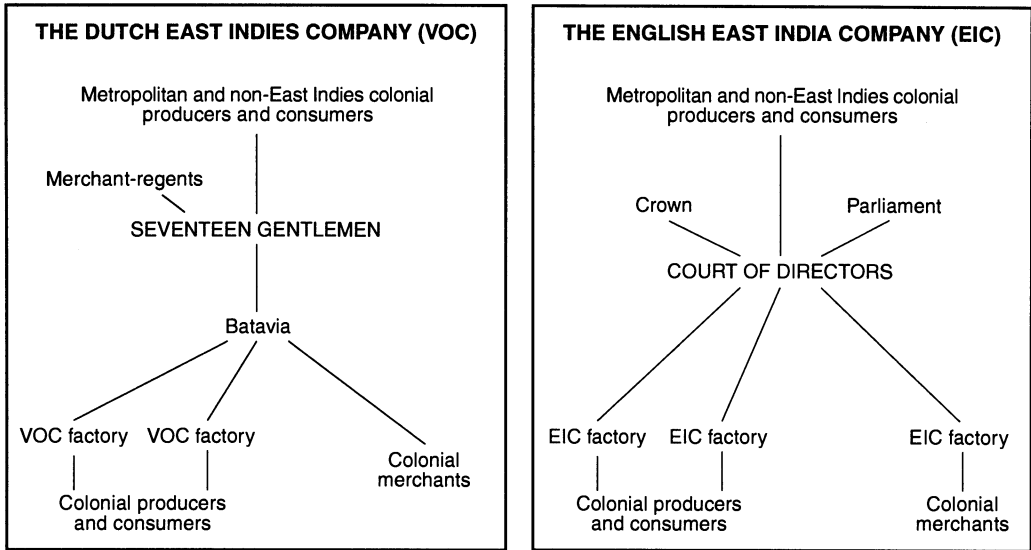 THE DUTCH EAST INDIES COMPANY (VOC)
Metropolitan and non-East Indies colonial
producers and consumers
Merchant-regents
SEVENTEEN GENTLEMEN
Batavia
VOC factory
VOC factory
Colonial
merchants
Colonial producers
and consumers
THE ENGLISH EAST INDIA COMPANY (EIC)
Metropolitan and non-East Indies colonial
producers and consumers
Crown
Parliament
COURT OF DIRECTORS
EIC factory
EIC factory
EIC factory
Colonial producers
and consumers
Colonial
merchants